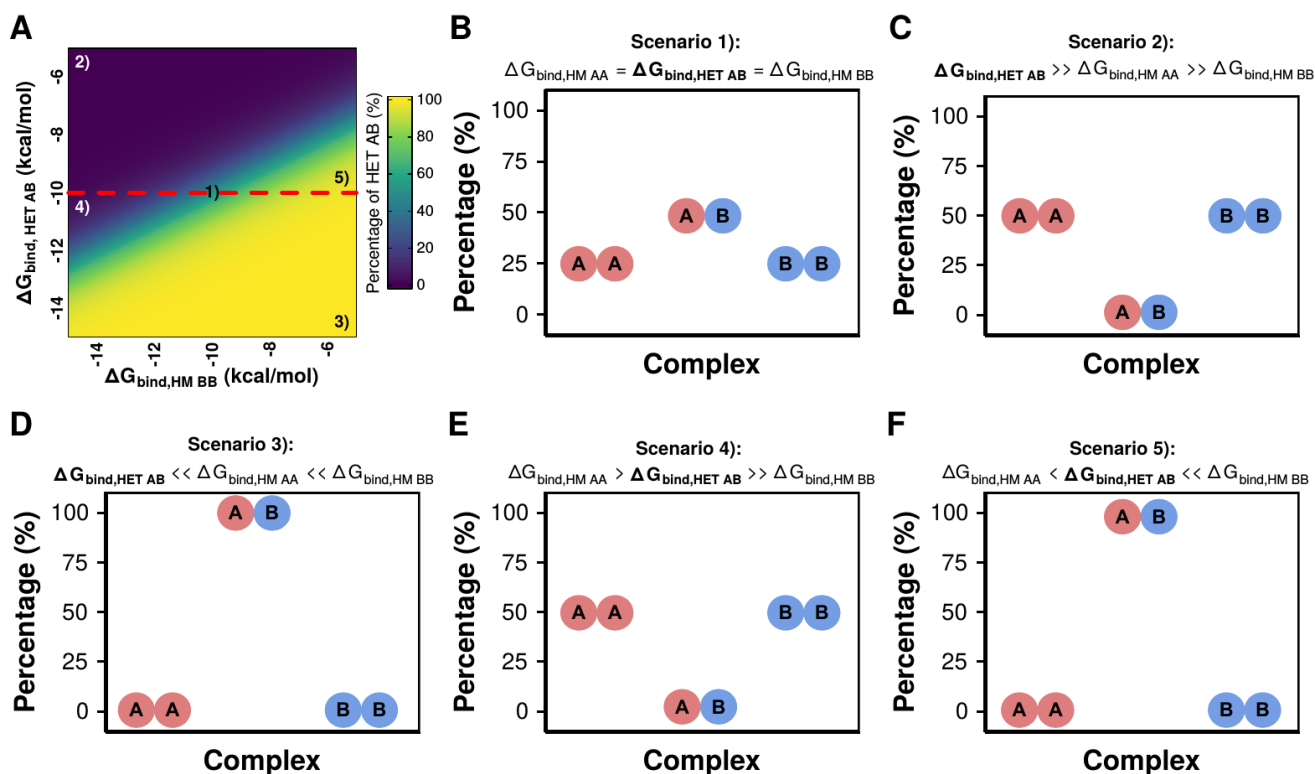 A
2)
1)
5)
4)
3)
-6
-8
-10
-12
-14
ΔGbind, HET AB (kcal/mol)
-14
-12
-10
-8
-6
ΔGbind,HM BB (kcal/mol)
100
80
60
40
20
0
Percentage of HET AB (%)
B
Scenario 1):
ΔGbind,HM AA = ΔGbind,HET AB = ΔGbind,HM BB
100
75
50
25
0
Percentage (%)
A B
A A
B B
Complex
C
Scenario 2):
ΔGbind,HET AB >> ΔGbind,HM AA >> ΔGbind,HM BB
100
75
50
25
0
Percentage (%)
A A
B B
A B
Complex
D
Scenario 3):
ΔGbind,HET AB << ΔGbind,HM AA << ΔGbind,HM BB
100
75
50
25
0
Percentage (%)
A B
A A
B B
Complex
E
Scenario 4):
ΔGbind,HM AA > ΔGbind,HET AB >> ΔGbind,HM BB
100
75
50
25
0
Percentage (%)
A A
B B
A B
Complex
F
Scenario 5):
ΔGbind,HM AA < ΔGbind,HET AB << ΔGbind,HM BB
100
75
50
25
0
Percentage (%)
A B
A A
B B
Complex